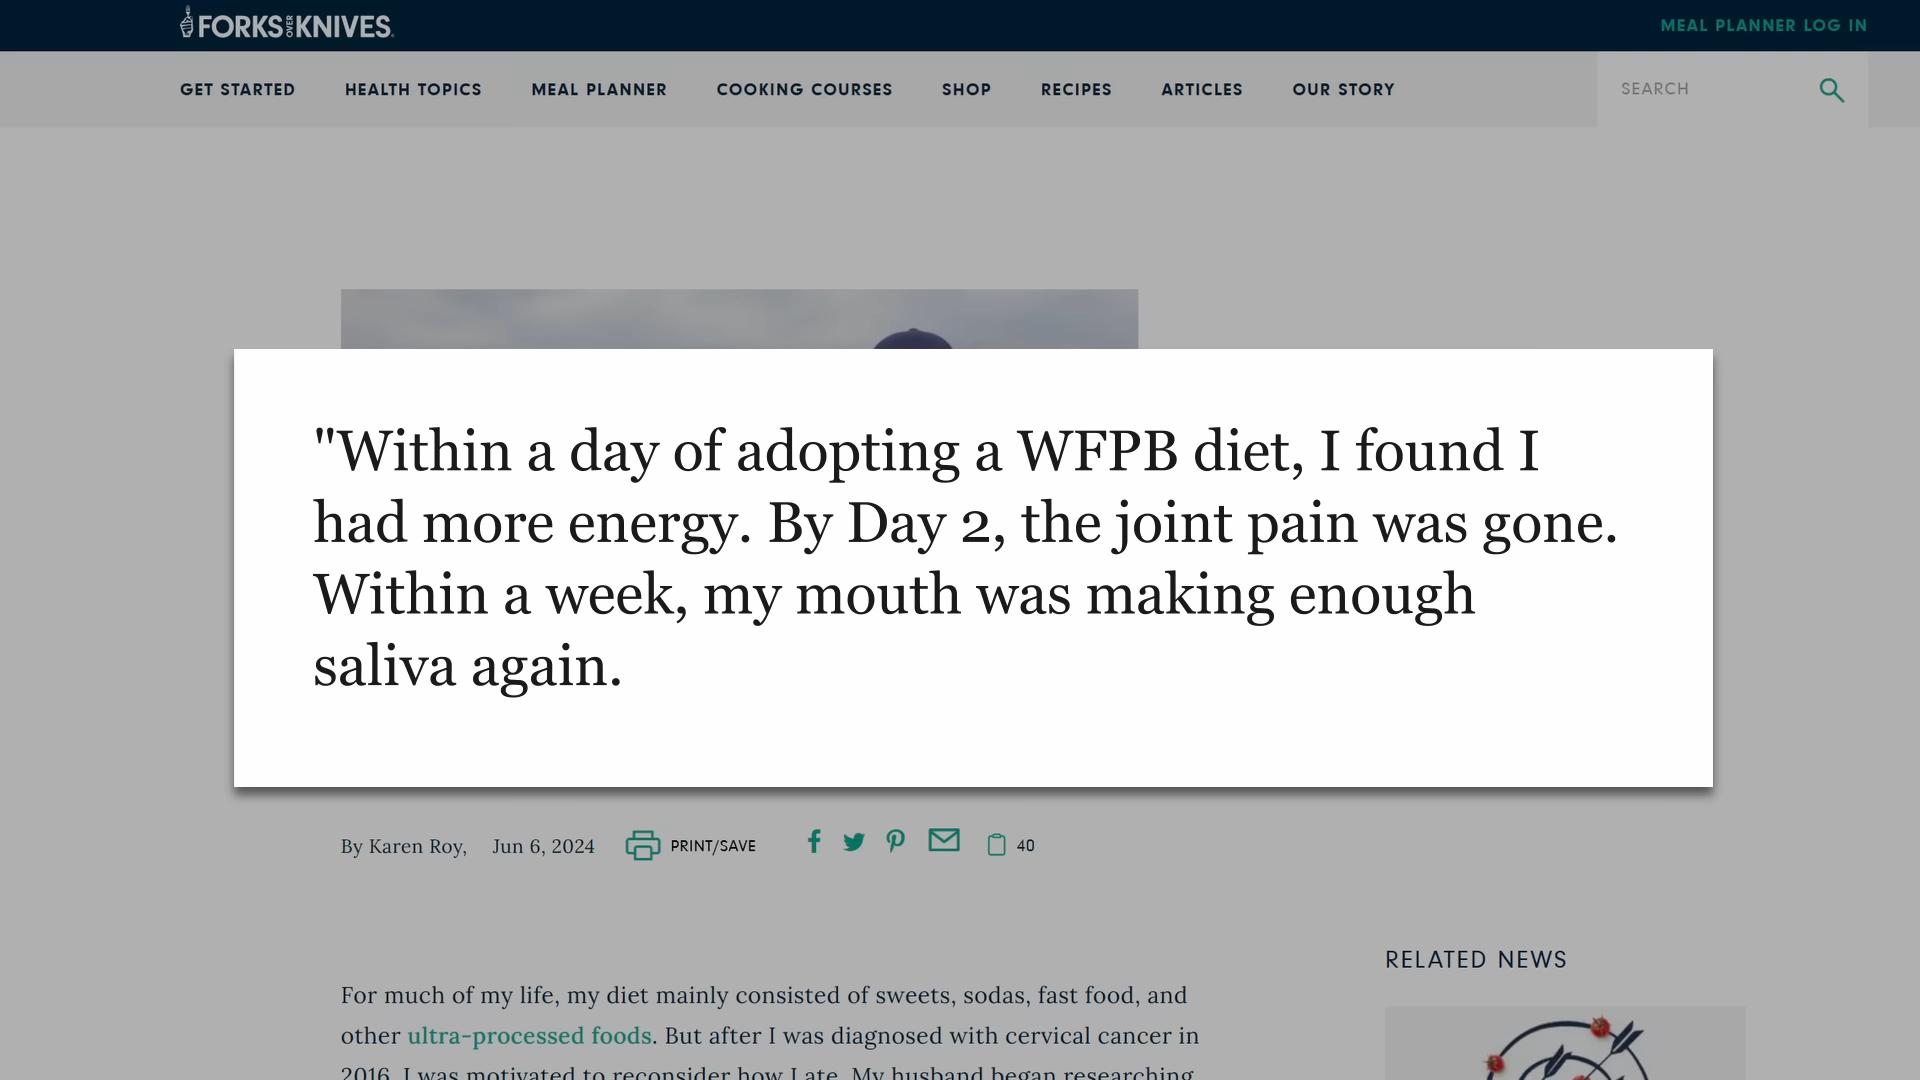 FORKS OVER KNIVES
MEAL PLANNER LOG IN
GET STARTED HEALTH TOPICS MEAL PLANNER COOKING COURSES SHOP RECIPES ARTICLES OUR STORY SEARCH
"Within a day of adopting a WFPB diet, I found I
had more energy. By Day 2, the joint pain was gone.
Within a week, my mouth was making enough
saliva again.
By Karen Roy, Jun 6, 2024 PRINT/SAVE 40
RELATED NEWS
For much of my life, my diet mainly consisted of sweets, sodas, fast food, and
other ultra-processed foods. But after I was diagnosed with cervical cancer in
2016, I was motivated to reconsider how I ate. My husband began researching